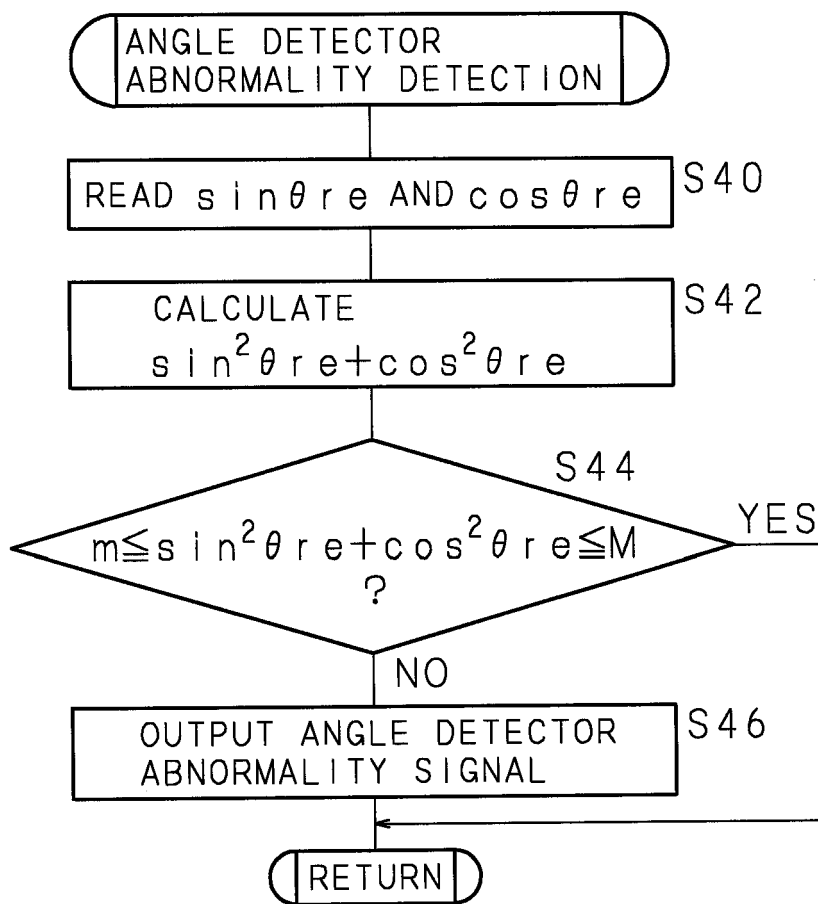 ANGLE DETECTOR
ABNORMALITY DETECTION
READ sinθre AND cosθre
S40
S42
CALCULATE
sin²θre+cos²θre
S44
m≦sin²θre+cos²θre≦M
?
YES
NO
S46
OUTPUT ANGLE DETECTOR
ABNORMALITY SIGNAL
RETURN